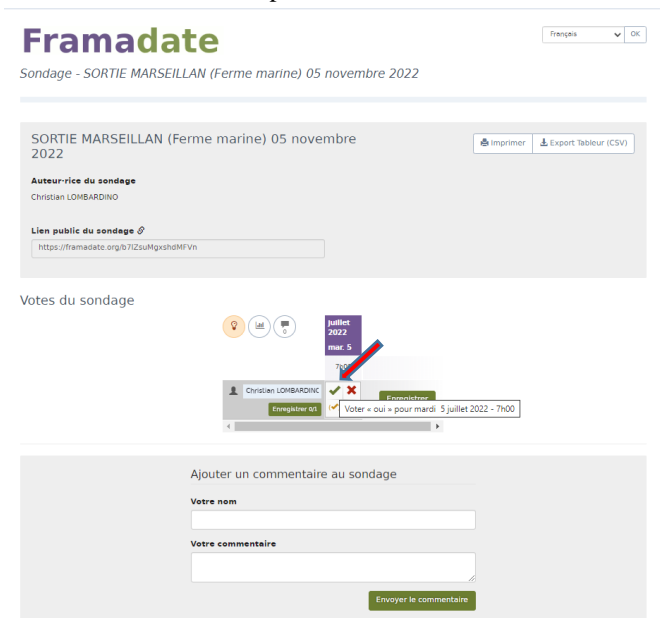 Framadate
Français
OK
Sondage - SORTIE MARSEILLAN (Ferme marine) 05 novembre 2022
SORTIE MARSEILLAN (Ferme marine) 05 novembre
2022
Imprimer
Export Tableur (CSV)
Auteur·rice du sondage
Christian LOMBARDINO
Lien public du sondage
https://framadate.org/b7IZsuMgxshdMFVn
Votes du sondage
0
juillet
2022
mar. 5
Christian LOMBARDINC
Enregistrer
Enregistrer 0/1
Voter « oui » pour mardi 5 juillet 2022 - 7h00
Ajouter un commentaire au sondage
Votre nom
Votre commentaire
Envoyer le commentaire